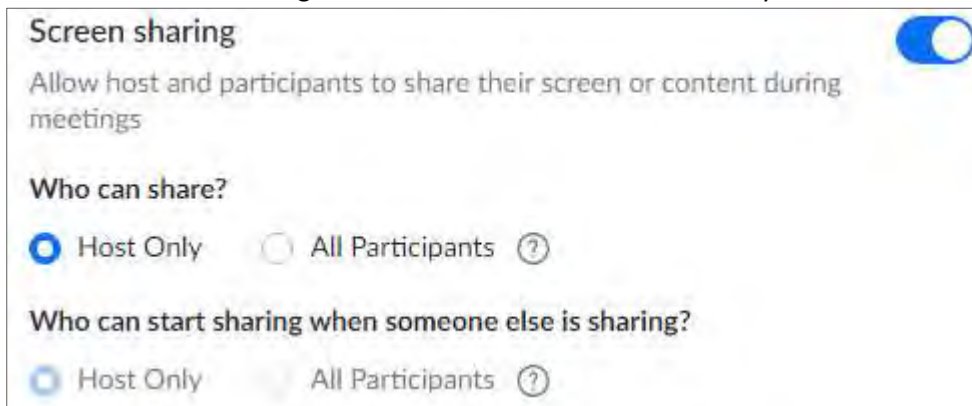 Screen sharing
Allow host and participants to share their screen or content during
meetings
Who can share?
Host Only All Participants ?
Who can start sharing when someone else is sharing?
Host Only All Participants ?